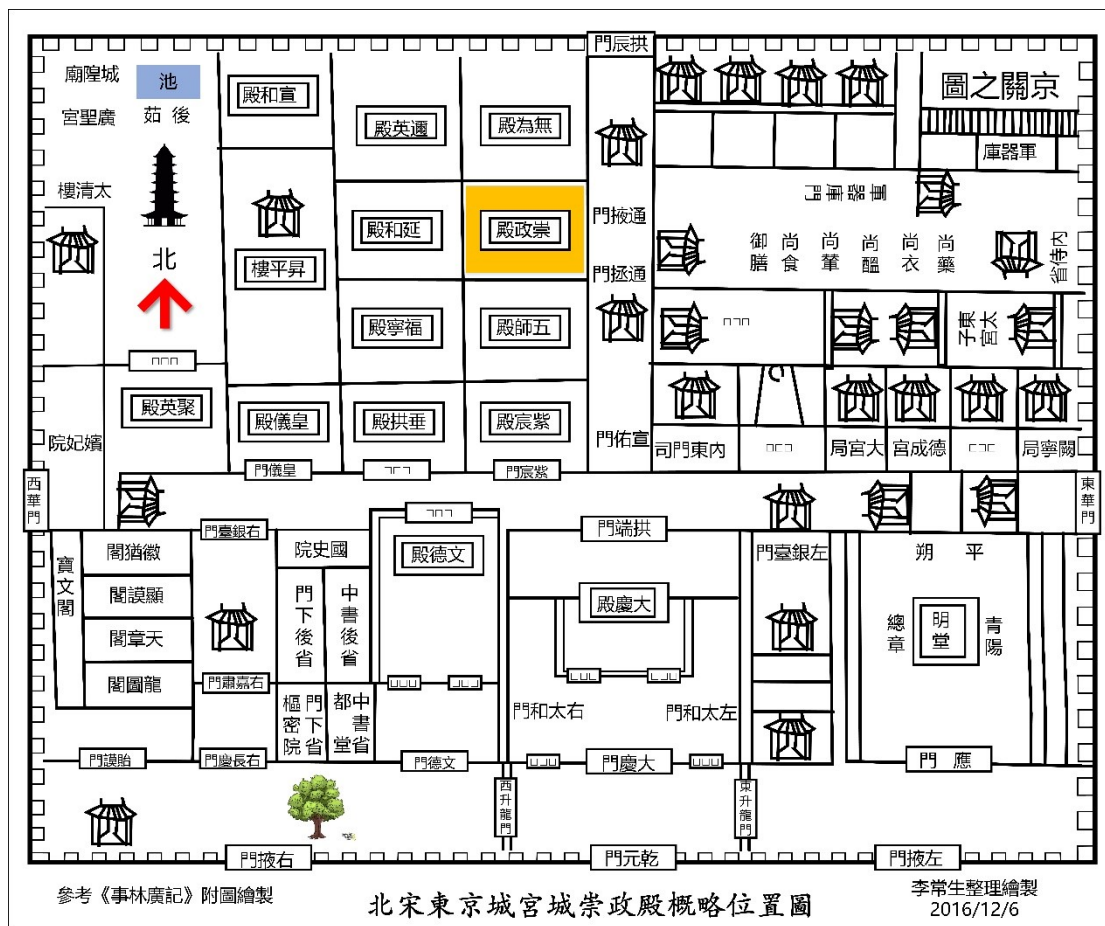 拱辰門
京關之圖
城隍廟
池
宣和殿
廣聖宮
後茹
邇英殿
無為殿
軍器庫
太清樓
軍器庫門
延和殿
崇政殿
通掖門
尚藥
尚衣
尚醞
尚輦
尚食
御膳
內侍省
北
昇平樓
通拯門
福寧殿
五師殿
太子
東宮
聚英殿
皇儀殿
垂拱殿
紫宸殿
宣佑門
嬪妃院
內東門司
大宮局
德成宮
闕寧局
皇儀門
紫宸門
西華門
東華門
右銀臺門
拱端門
左銀臺門
平朔
寶文閣
徽猶閣
國史院
文德殿
顯謨閣
門下後省
中書後省
大慶殿
天章閣
總章
明堂
青陽
龍圖閣
右嘉肅門
樞密院
門下省
都堂
中書省
右太和門
左太和門
貽謨門
右長慶門
文德門
大慶門
應門
西升龍門
東升龍門
右掖門
乾元門
左掖門
參考《事林廣記》附圖繪製
北宋東京城宮城崇政殿概略位置圖
李常生整理繪製
2016/12/6